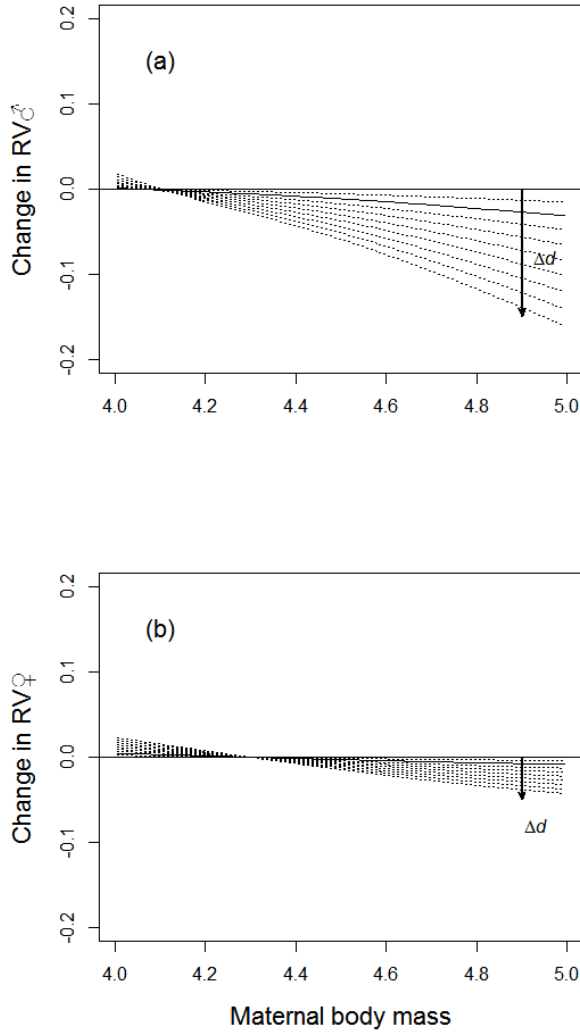 (a)
Change in RV♂
0.2
0.1
0.0
-0.1
-0.2
Δd
4.0 4.2 4.4 4.6 4.8 5.0
(b)
Change in RV♀
0.2
0.1
0.0
-0.1
-0.2
Δd
4.0 4.2 4.4 4.6 4.8 5.0
Maternal body mass